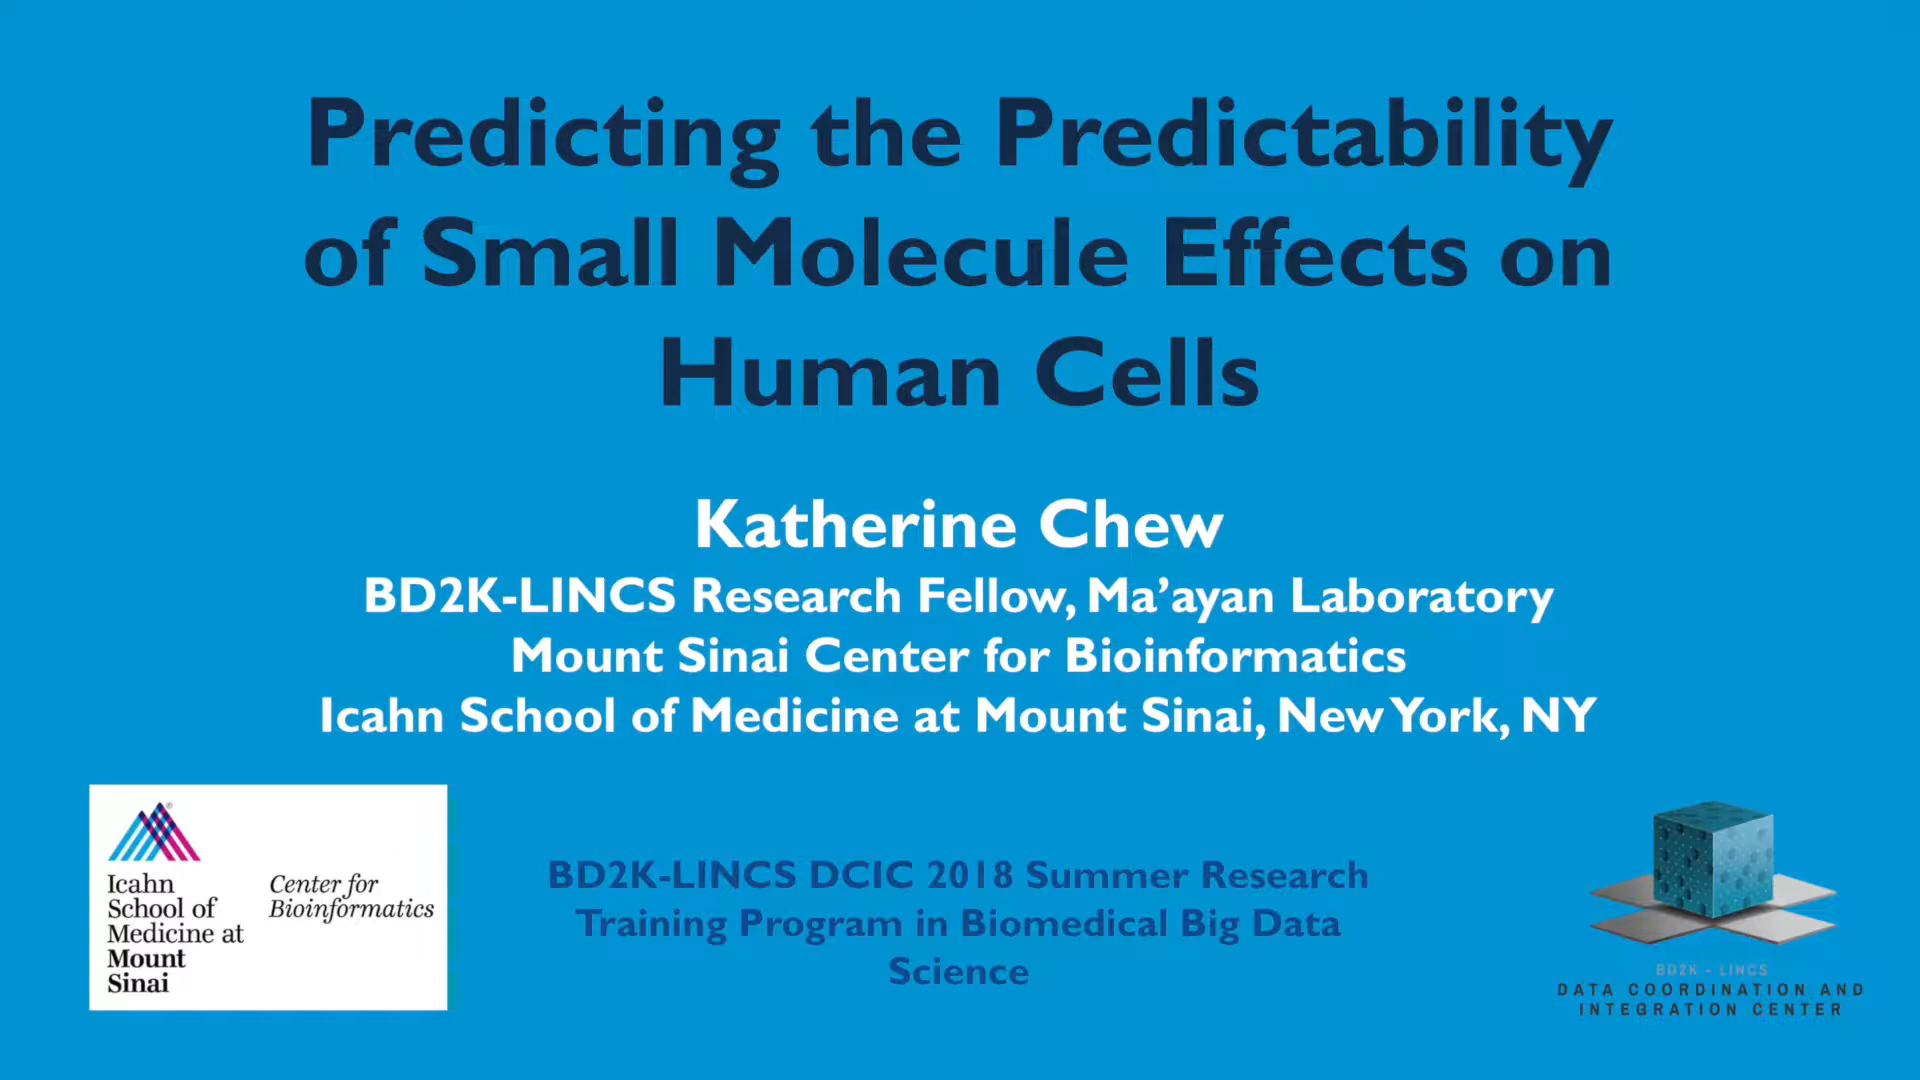 Predicting the Predictability
of Small Molecule Effects on
Human Cells
Katherine Chew
BD2K-LINCS Research Fellow, Ma’ayan Laboratory
Mount Sinai Center for Bioinformatics
Icahn School of Medicine at Mount Sinai, New York, NY
Icahn
School of
Medicine at
Mount
Sinai
Center for
Bioinformatics
BD2K-LINCS DCIC 2018 Summer Research
Training Program in Biomedical Big Data
Science
BD2K - LINCS
DATA COORDINATION AND
INTEGRATION CENTER